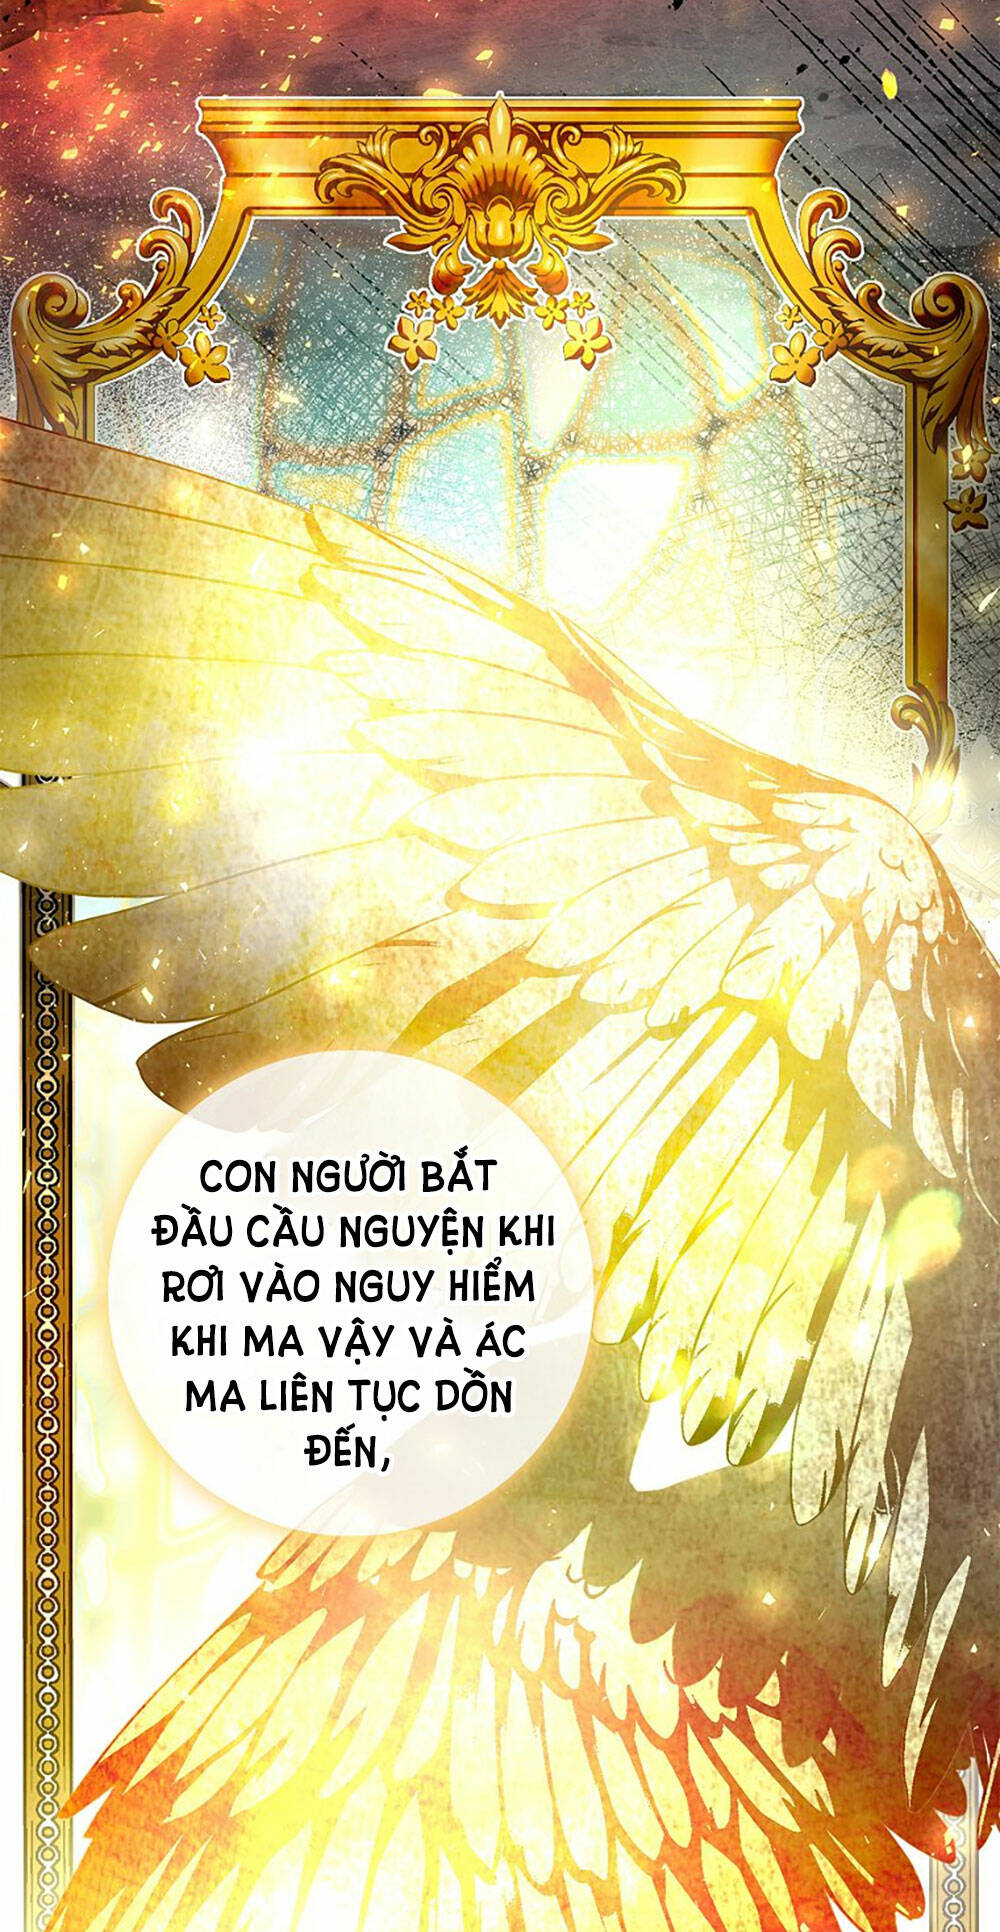 CON NGƯỜI BẮT
ĐẦU CẦU NGUYỆN KHI
RƠI VÀO NGUY HIỂM
KHI MA VẬY VÀ ÁC
MA LIÊN TỤC DỒN
ĐẾN,